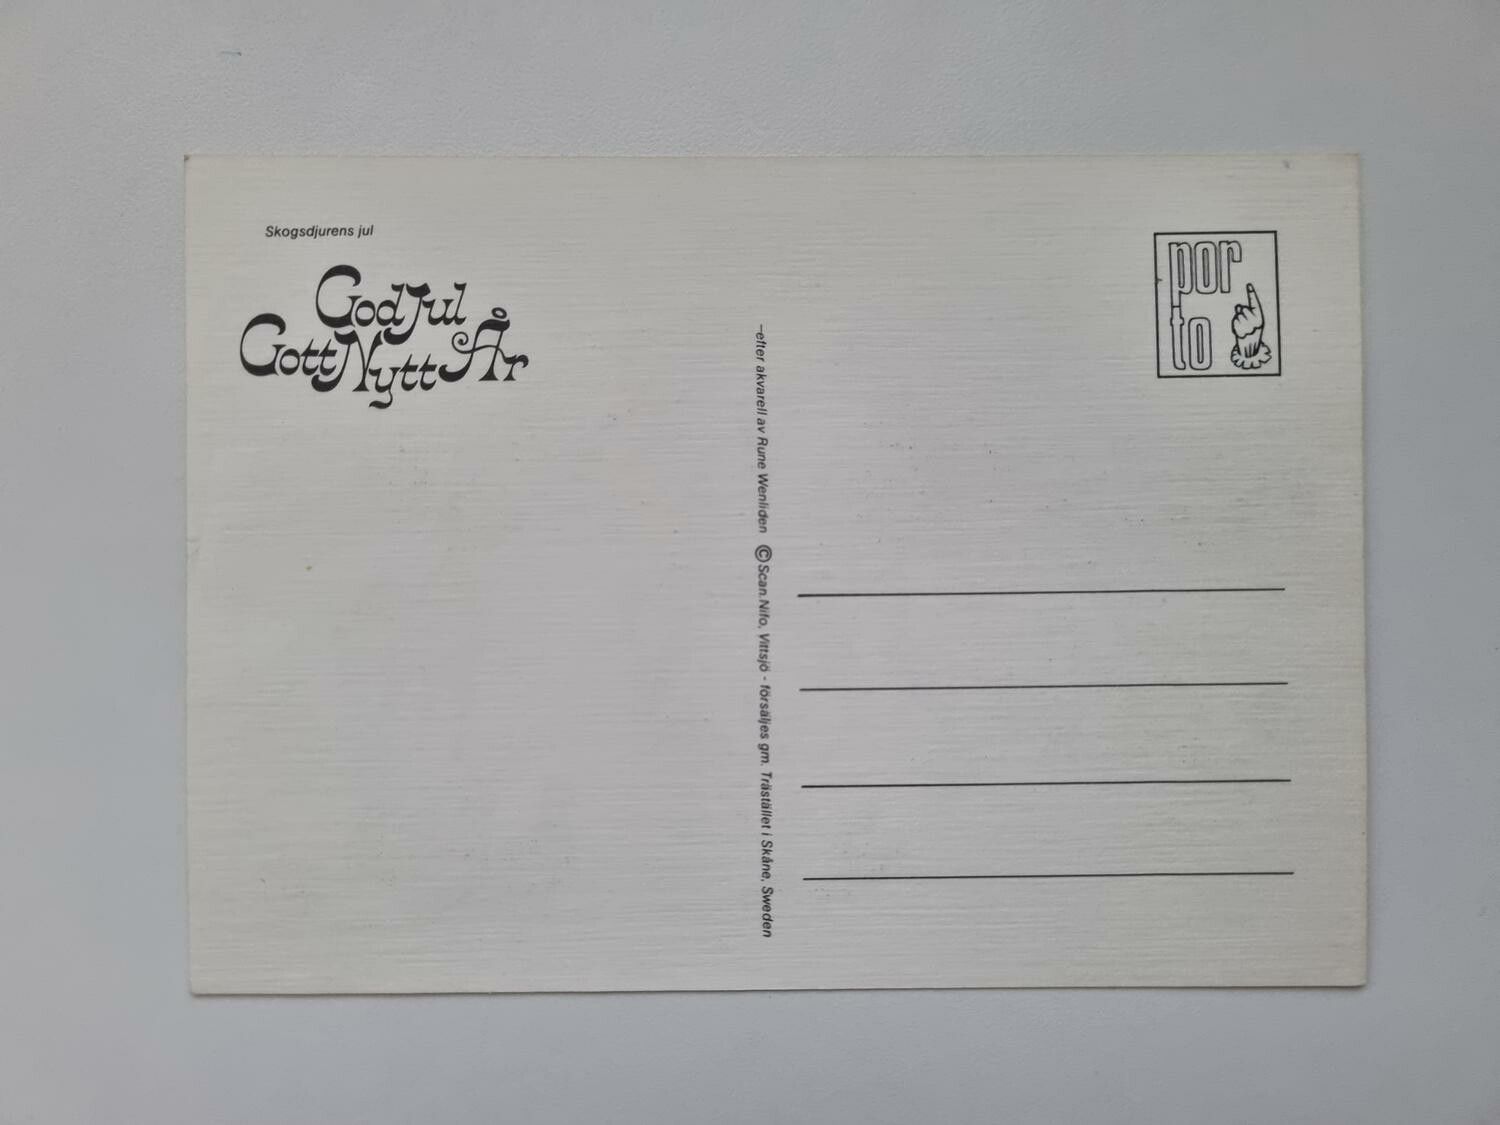 Skogsdjurens jul
God Jul
Gott Nytt År
por
to
–efter akvarell av Rune Wenliden © Scan.Nifo, Vittsjö - försäljes gm. Trästället i Skåne, Sweden